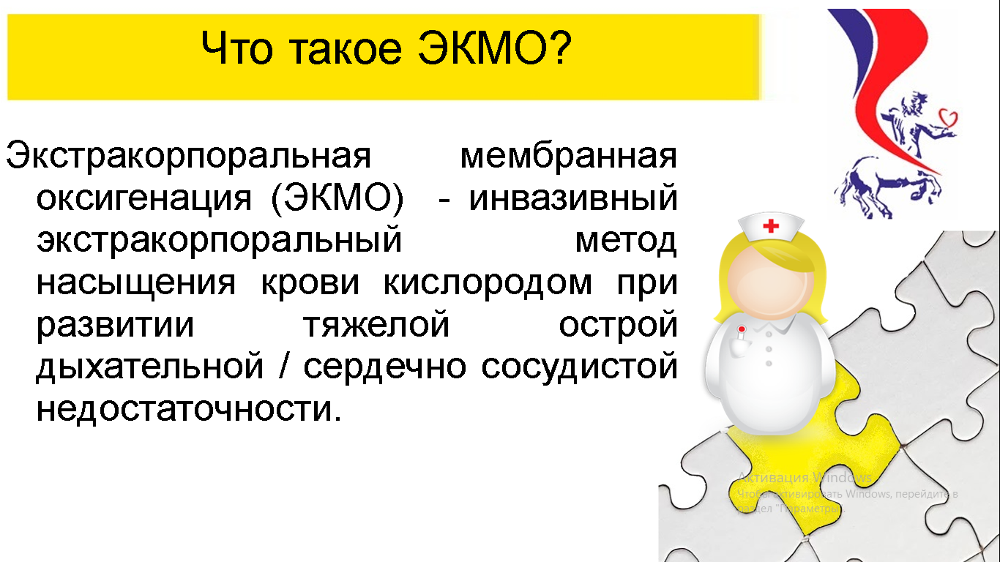 Что такое ЭКМО?
Экстракорпоральная мембранная
оксигенация (ЭКМО) - инвазивный
экстракорпоральный метод
насыщения крови кислородом при
развитии тяжелой острой
дыхательной / сердечно сосудистой
недостаточности.
Активация Windows
Чтобы активировать Windows, перейдите в
раздел "Параметры".